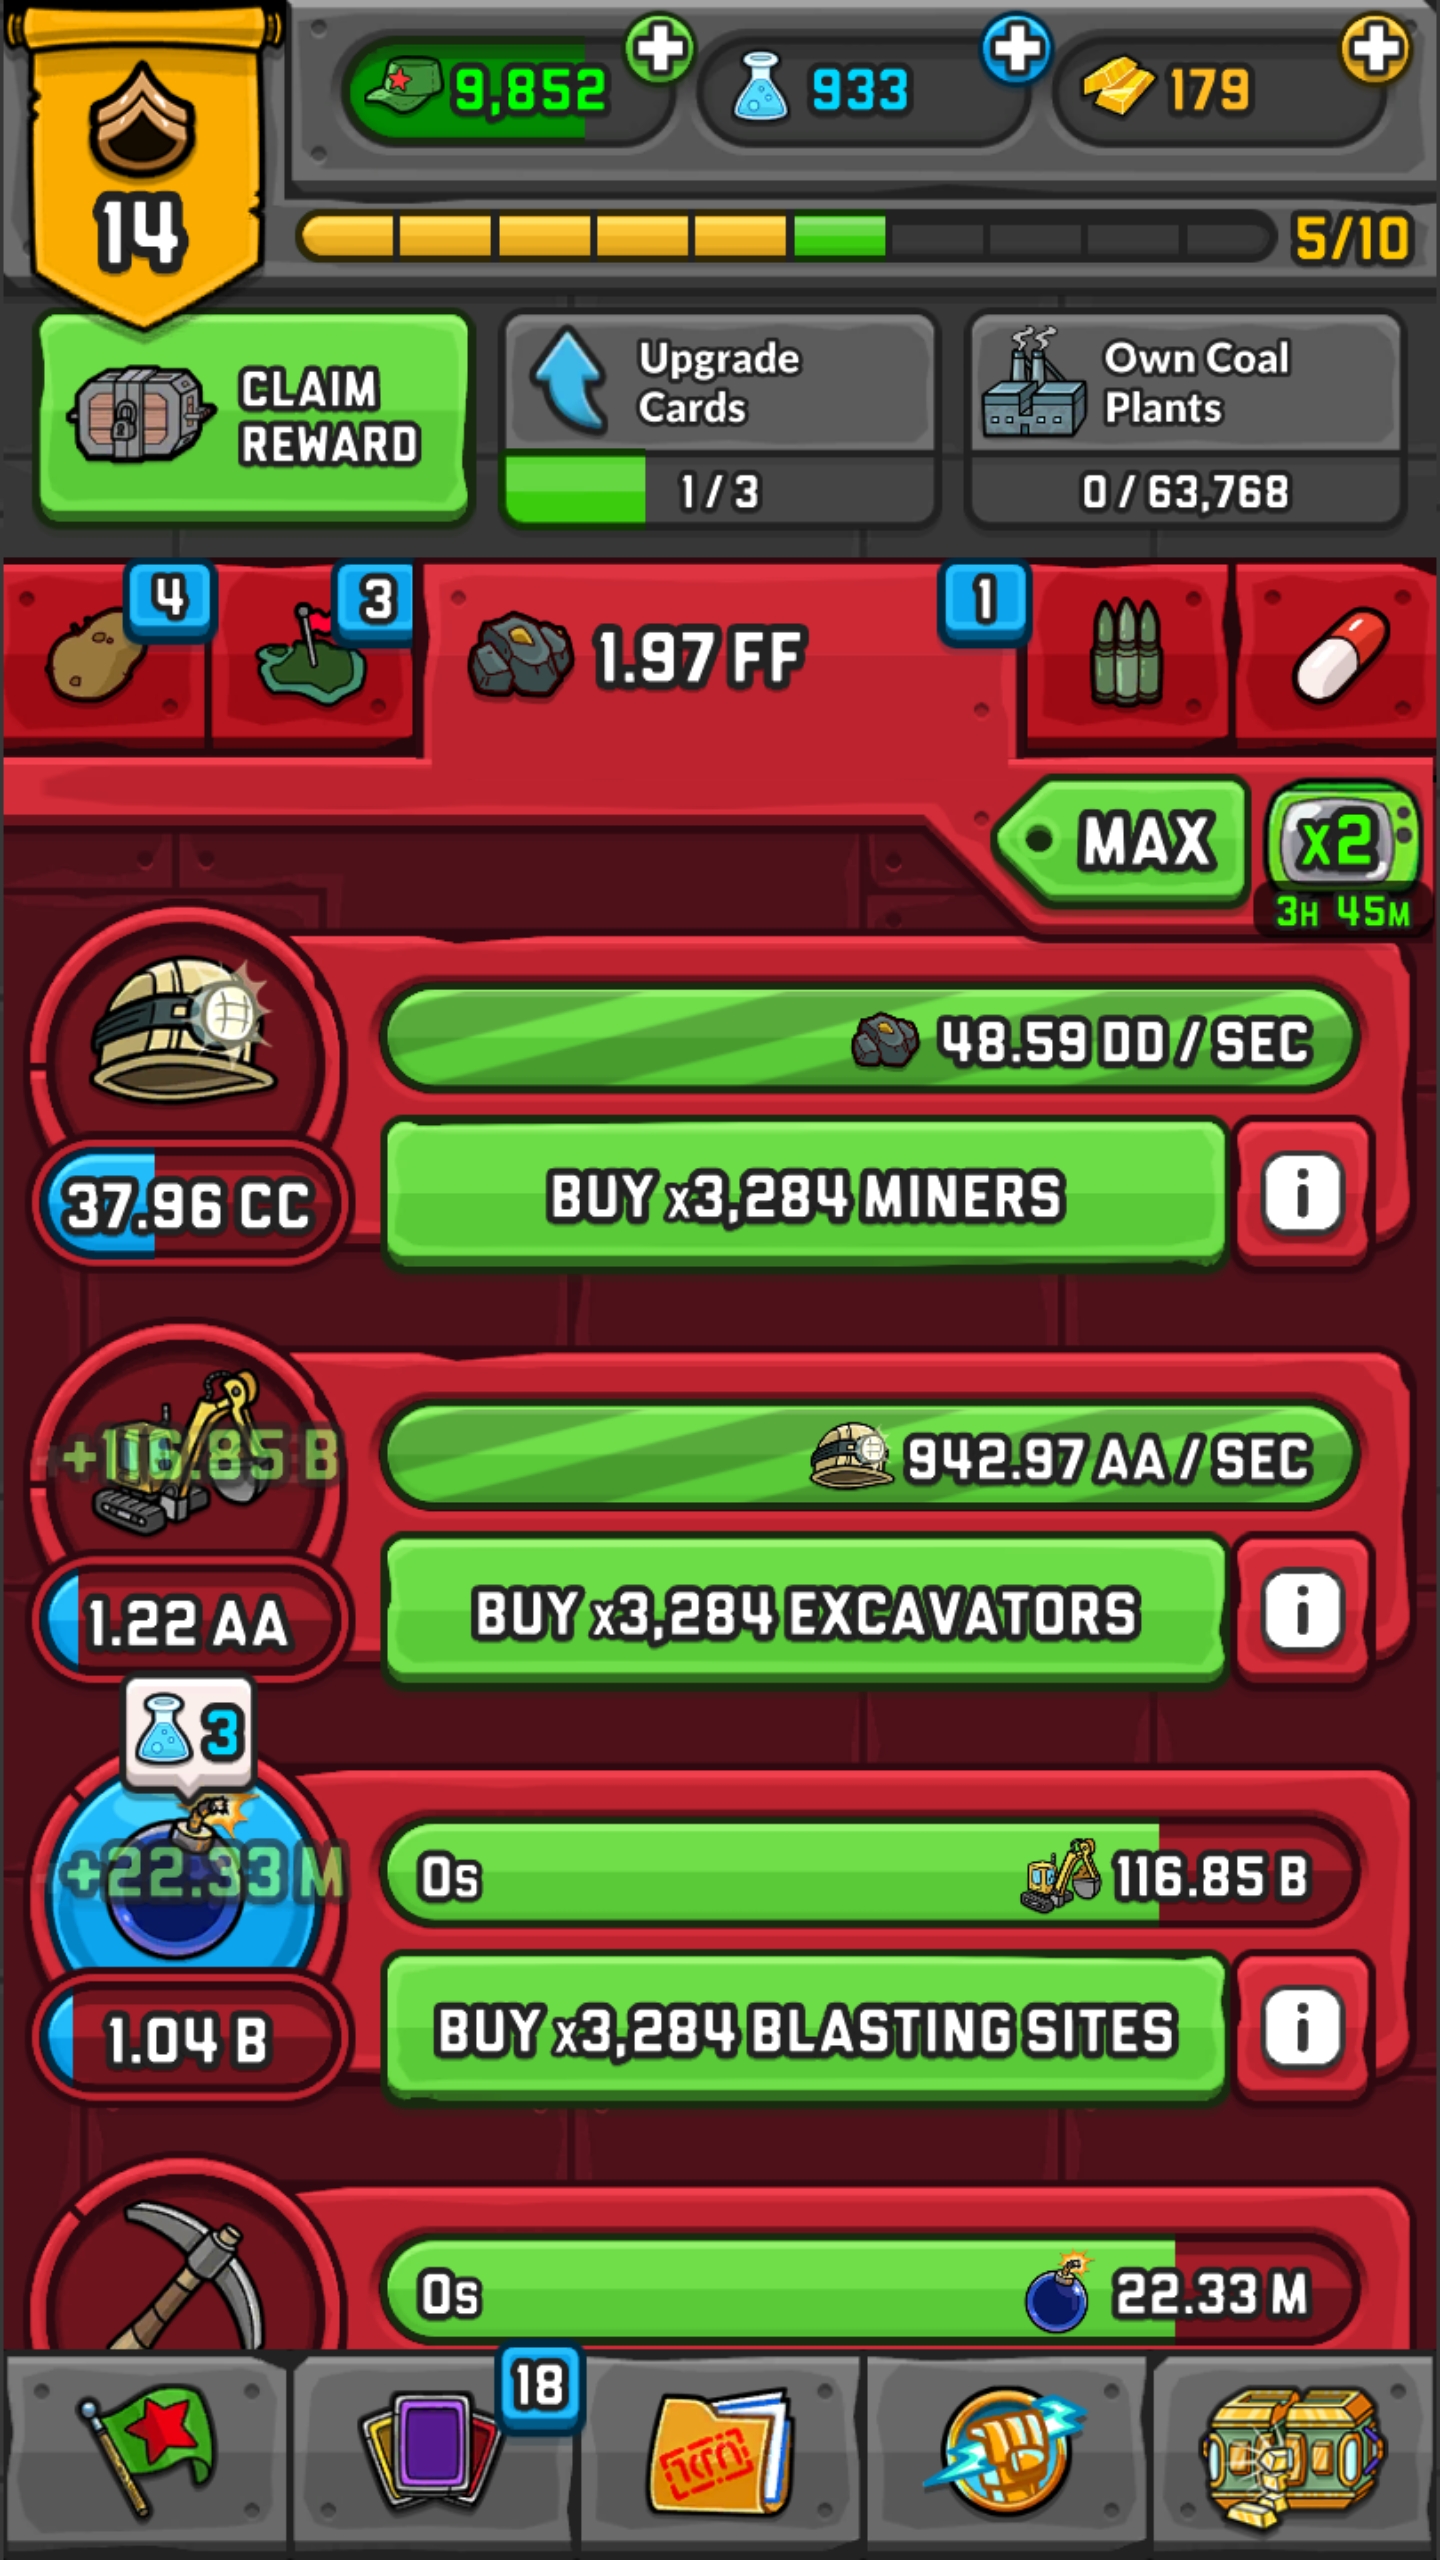 9,852
933
179
14
5/10
CLAIM
REWARD
Upgrade
Cards
1/3
Own Coal
Plants
0/63,768
4
3
1.97 FF
1
MAX
x2
3H 45M
48.59 DD/SEC
37.96 CC
BUY x3,284 MINERS
i
+116.85 B
942.97 AA/SEC
1.22 AA
BUY x3,284 EXCAVATORS
i
3
+22.33 M
0s
116.85 B
1.04 B
BUY x3,284 BLASTING SITES
i
0s
22.33 M
18